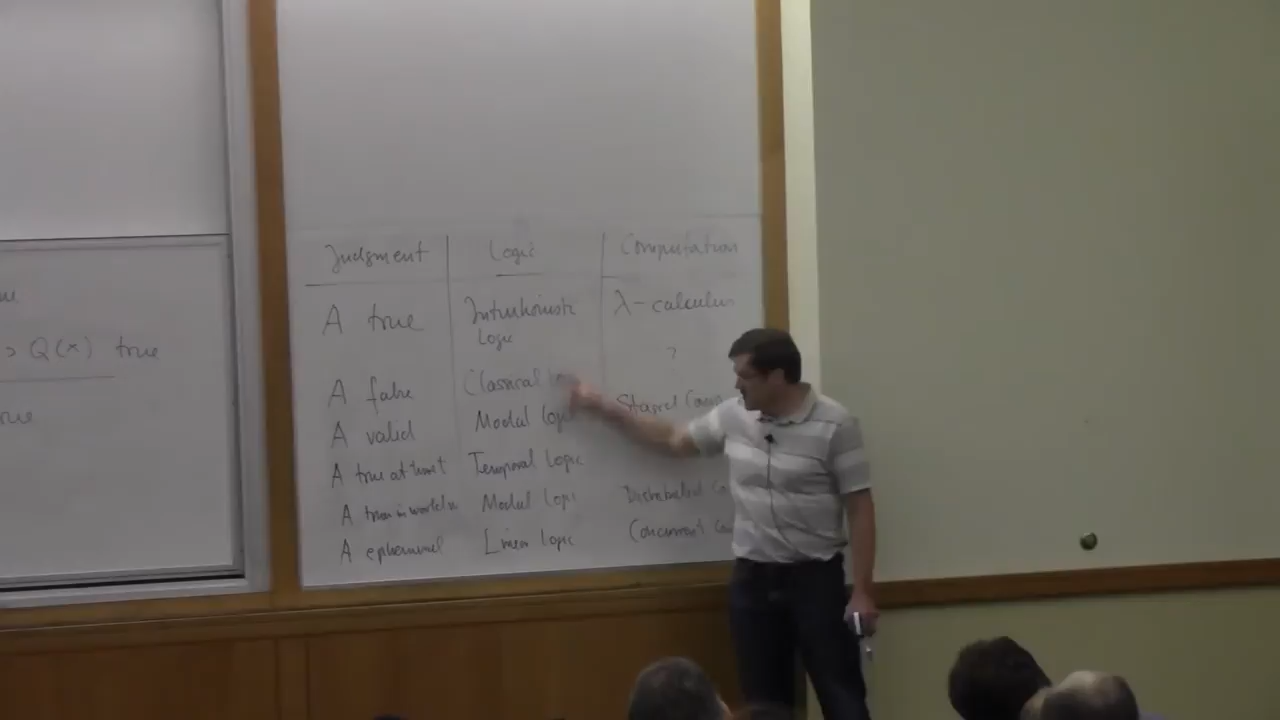 > Q(x) true
Judgment Logic Computation
A true Intuitionistic λ-calculus
Logic
?
A false Classical
A valid Modal Logic Staged
A true at time t Temporal Logic
A true in world w Modal Logic Distributed
A ephemeral Linear Logic Concurrent